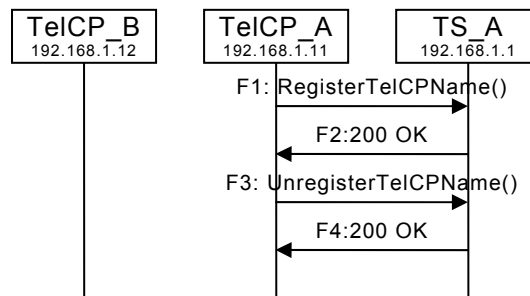 TelCP_B
192.168.1.12
TelCP_A
192.168.1.11
TS_A
192.168.1.1
F1: RegisterTelCPName()
F2:200 OK
F3: UnregisterTelCPName()
F4:200 OK